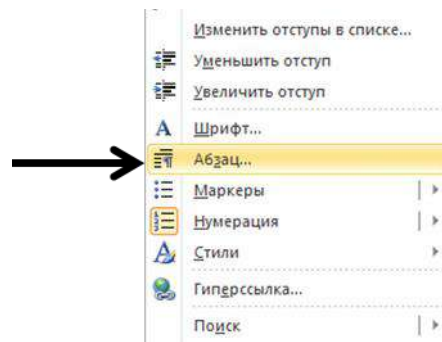 Изменить отступы в списке...
Уменьшить отступ
Увеличить отступ
Шрифт...
Абзац...
Маркеры
Нумерация
Стили
Гиперссылка...
Поиск